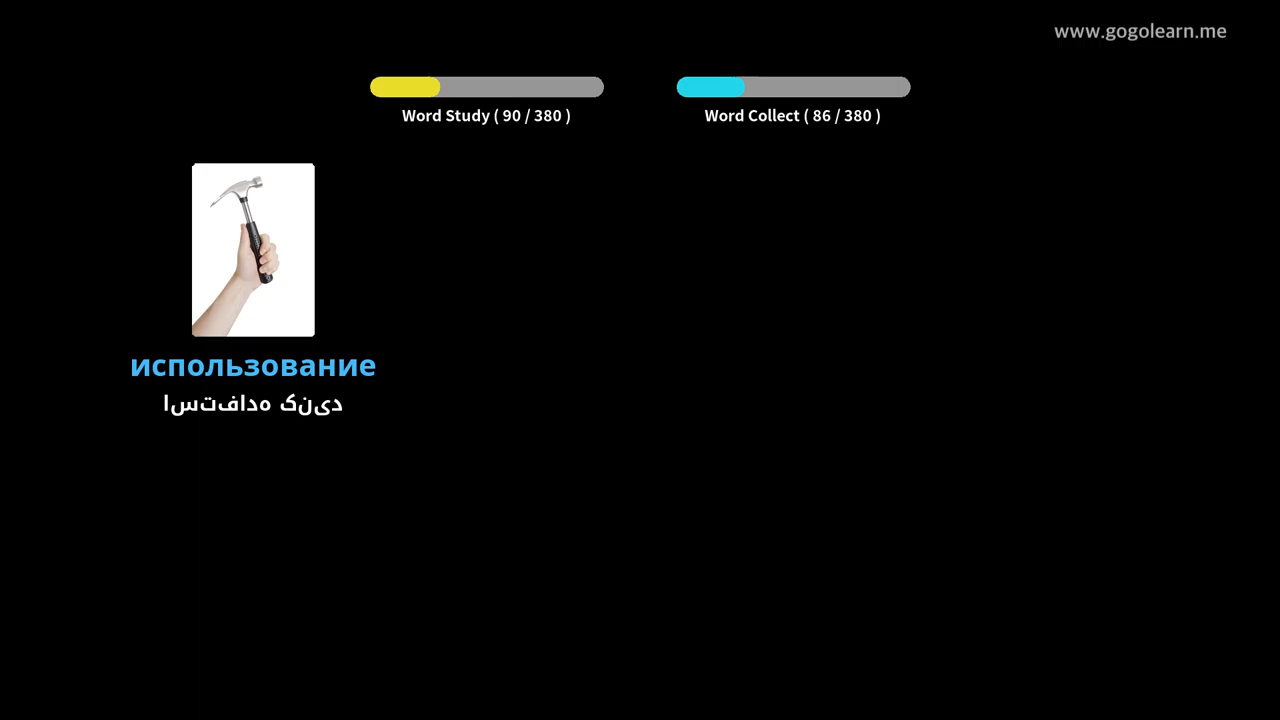 www.gogolearn.me
Word Study ( 90 / 380 )
Word Collect ( 86 / 380 )
использование
استفاده کنید